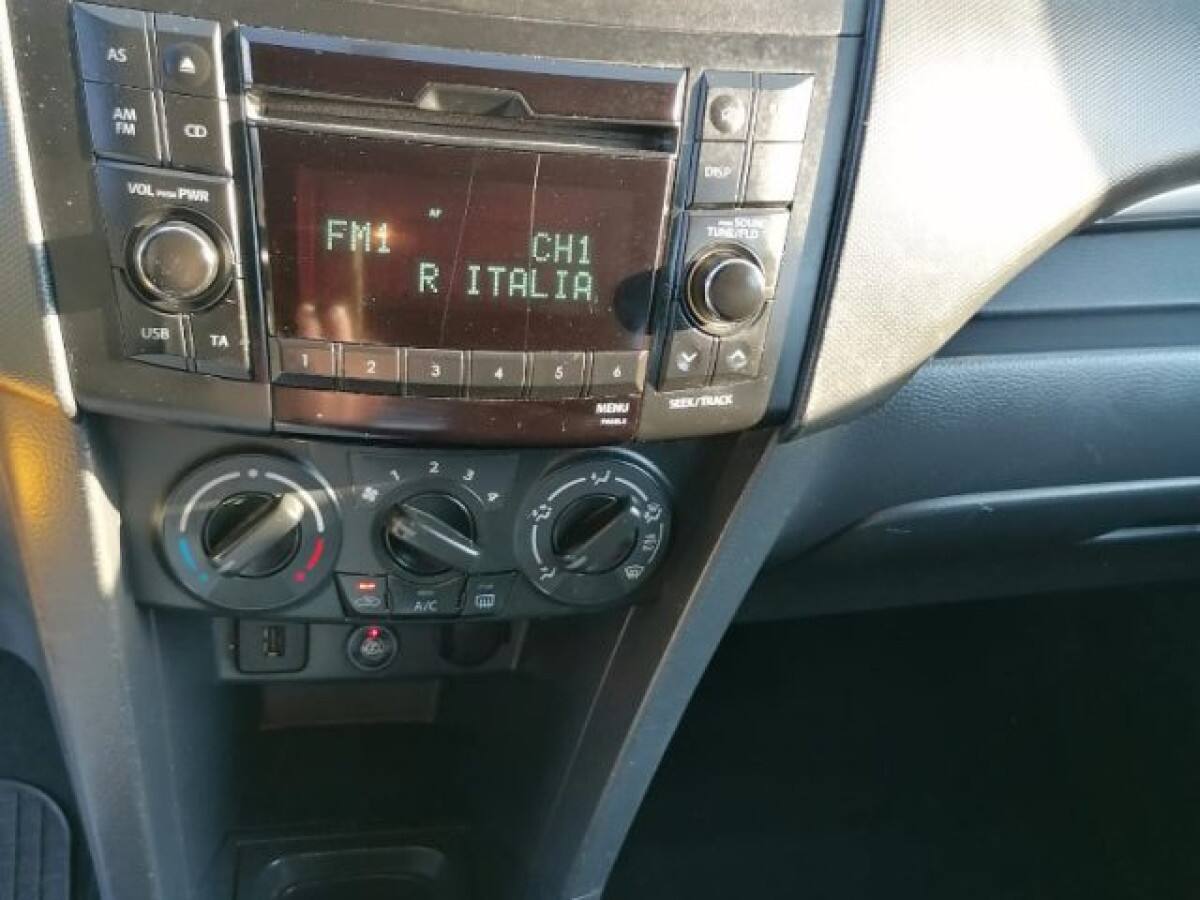 AS
AM
FM
VOL PUSH PWR
USB
TA
AF
FM1
CH1
R ITALIA
1
2
3
4
5
6
MENU
DISP
SOUND
TUNE/FLD
SEEK/TRACK
1
2
3
4
A/C